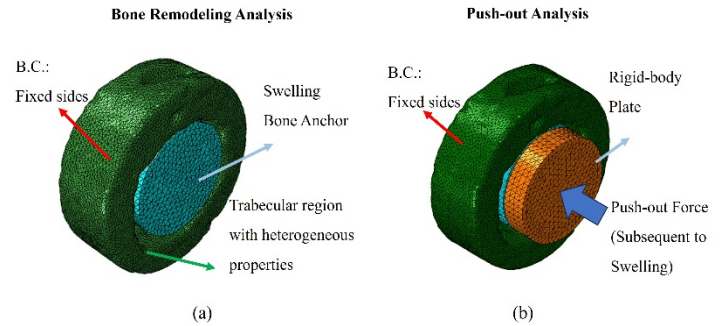 Bone Remodeling Analysis
B.C.:
Fixed sides
Swelling
Bone Anchor
Trabecular region
with heterogeneous
properties
(a)
Push-out Analysis
B.C.:
Fixed sides
Rigid-body
Plate
Push-out Force
(Subsequent to
Swelling)
(b)